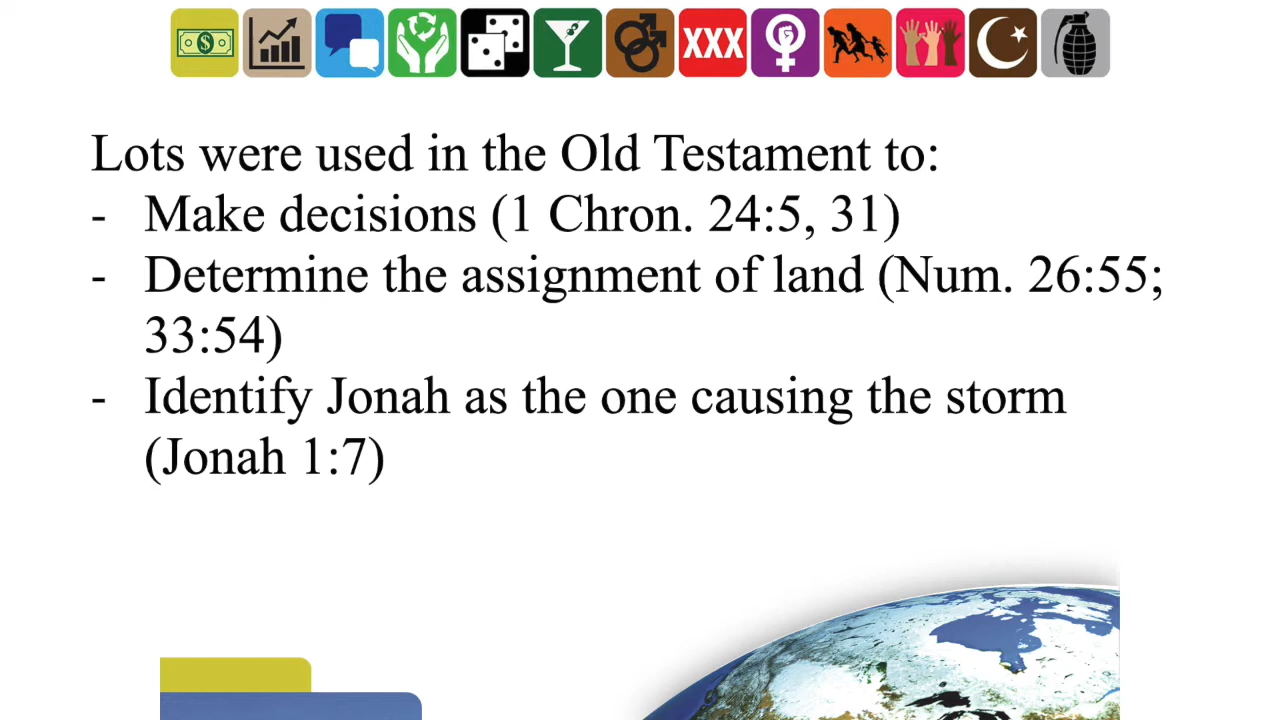 XXX
Lots were used in the Old Testament to:
- Make decisions (1 Chron. 24:5, 31)
- Determine the assignment of land (Num. 26:55;
33:54)
- Identify Jonah as the one causing the storm
(Jonah 1:7)